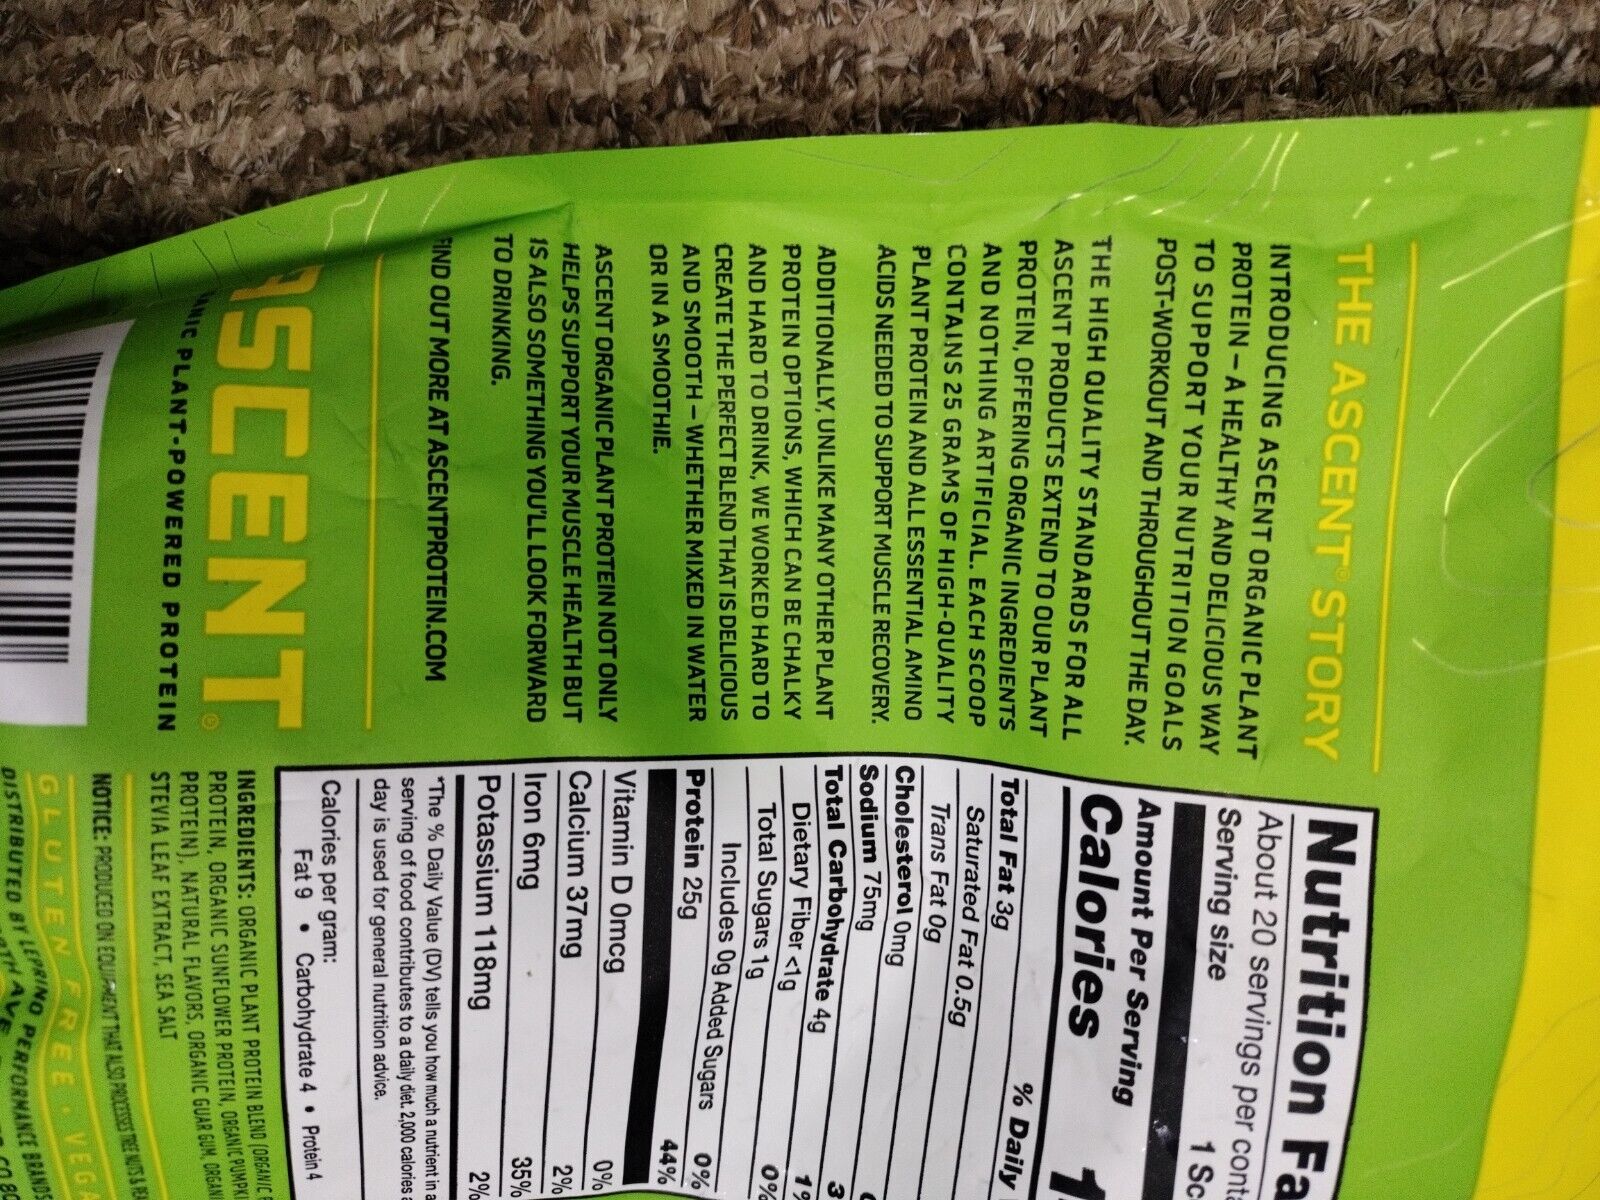 THE ASCENT® STORY
INTRODUCING ASCENT ORGANIC PLANT
PROTEIN – A HEALTHY AND DELICIOUS WAY
TO SUPPORT YOUR NUTRITION GOALS
POST-WORKOUT AND THROUGHOUT THE DAY.
THE HIGH QUALITY STANDARDS FOR ALL
ASCENT PRODUCTS EXTEND TO OUR PLANT
PROTEIN, OFFERING ORGANIC INGREDIENTS
AND NOTHING ARTIFICIAL. EACH SCOOP
CONTAINS 25 GRAMS OF HIGH-QUALITY
PLANT PROTEIN AND ALL ESSENTIAL AMINO
ACIDS NEEDED TO SUPPORT MUSCLE RECOVERY.
ADDITIONALLY, UNLIKE MANY OTHER PLANT
PROTEIN OPTIONS, WHICH CAN BE CHALKY
AND HARD TO DRINK, WE WORKED HARD TO
CREATE THE PERFECT BLEND THAT IS DELICIOUS
AND SMOOTH – WHETHER MIXED IN WATER
OR IN A SMOOTHIE.
ASCENT ORGANIC PLANT PROTEIN NOT ONLY
HELPS SUPPORT YOUR MUSCLE HEALTH BUT
IS ALSO SOMETHING YOU'LL LOOK FORWARD
TO DRINKING.
FIND OUT MORE AT ASCENTPROTEIN.COM
ASCENT®
PLANT-POWERED PROTEIN
Nutrition
About 20 servings per
Serving size 1
Amount Per Serving
Calories
% Daily
Total Fat 3g
Saturated Fat 0.5g
Trans Fat 0g
Cholesterol 0mg
Sodium 75mg
Total Carbohydrate 4g
Dietary Fiber <1g
Total Sugars 1g 0%
Includes 0g Added Sugars 0%
Protein 25g 44%
Vitamin D 0mcg 0%
Calcium 37mg 2%
Iron 6mg 35%
Potassium 118mg 2%
*The % Daily Value (DV) tells you how much a nutrient in a
serving of food contributes to a daily diet. 2,000 calories
day is used for general nutrition advice.
Calories per gram:
Fat 9 • Carbohydrate 4 • Protein 4
INGREDIENTS: ORGANIC PLANT PROTEIN BLEND (ORGANIC
PROTEIN, ORGANIC SUNFLOWER PROTEIN, ORGANIC
PROTEIN), NATURAL FLAVORS, ORGANIC GUAR GUM,
STEVIA LEAF EXTRACT, SEA SALT
NOTICE: PRODUCED ON EQUIPMENT THAT ALSO PROCESSES TREE NUTS &
GLUTEN FREE •
DISTRIBUTED BY LEPRINO PERFORMANCE BRANDS